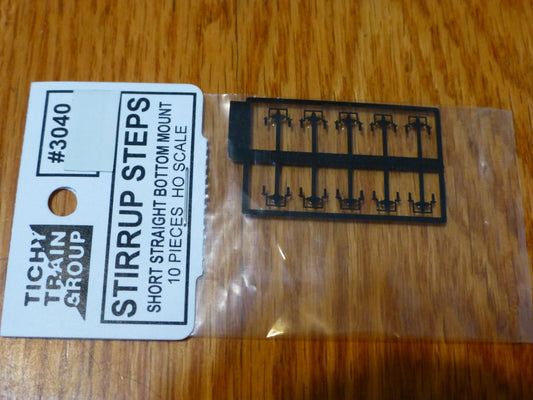 #3040
STIRRUP STEPS
SHORT STRAIGHT BOTTOM MOUNT
10 PIECES HO SCALE
TICHY
TRAIN
GROUP